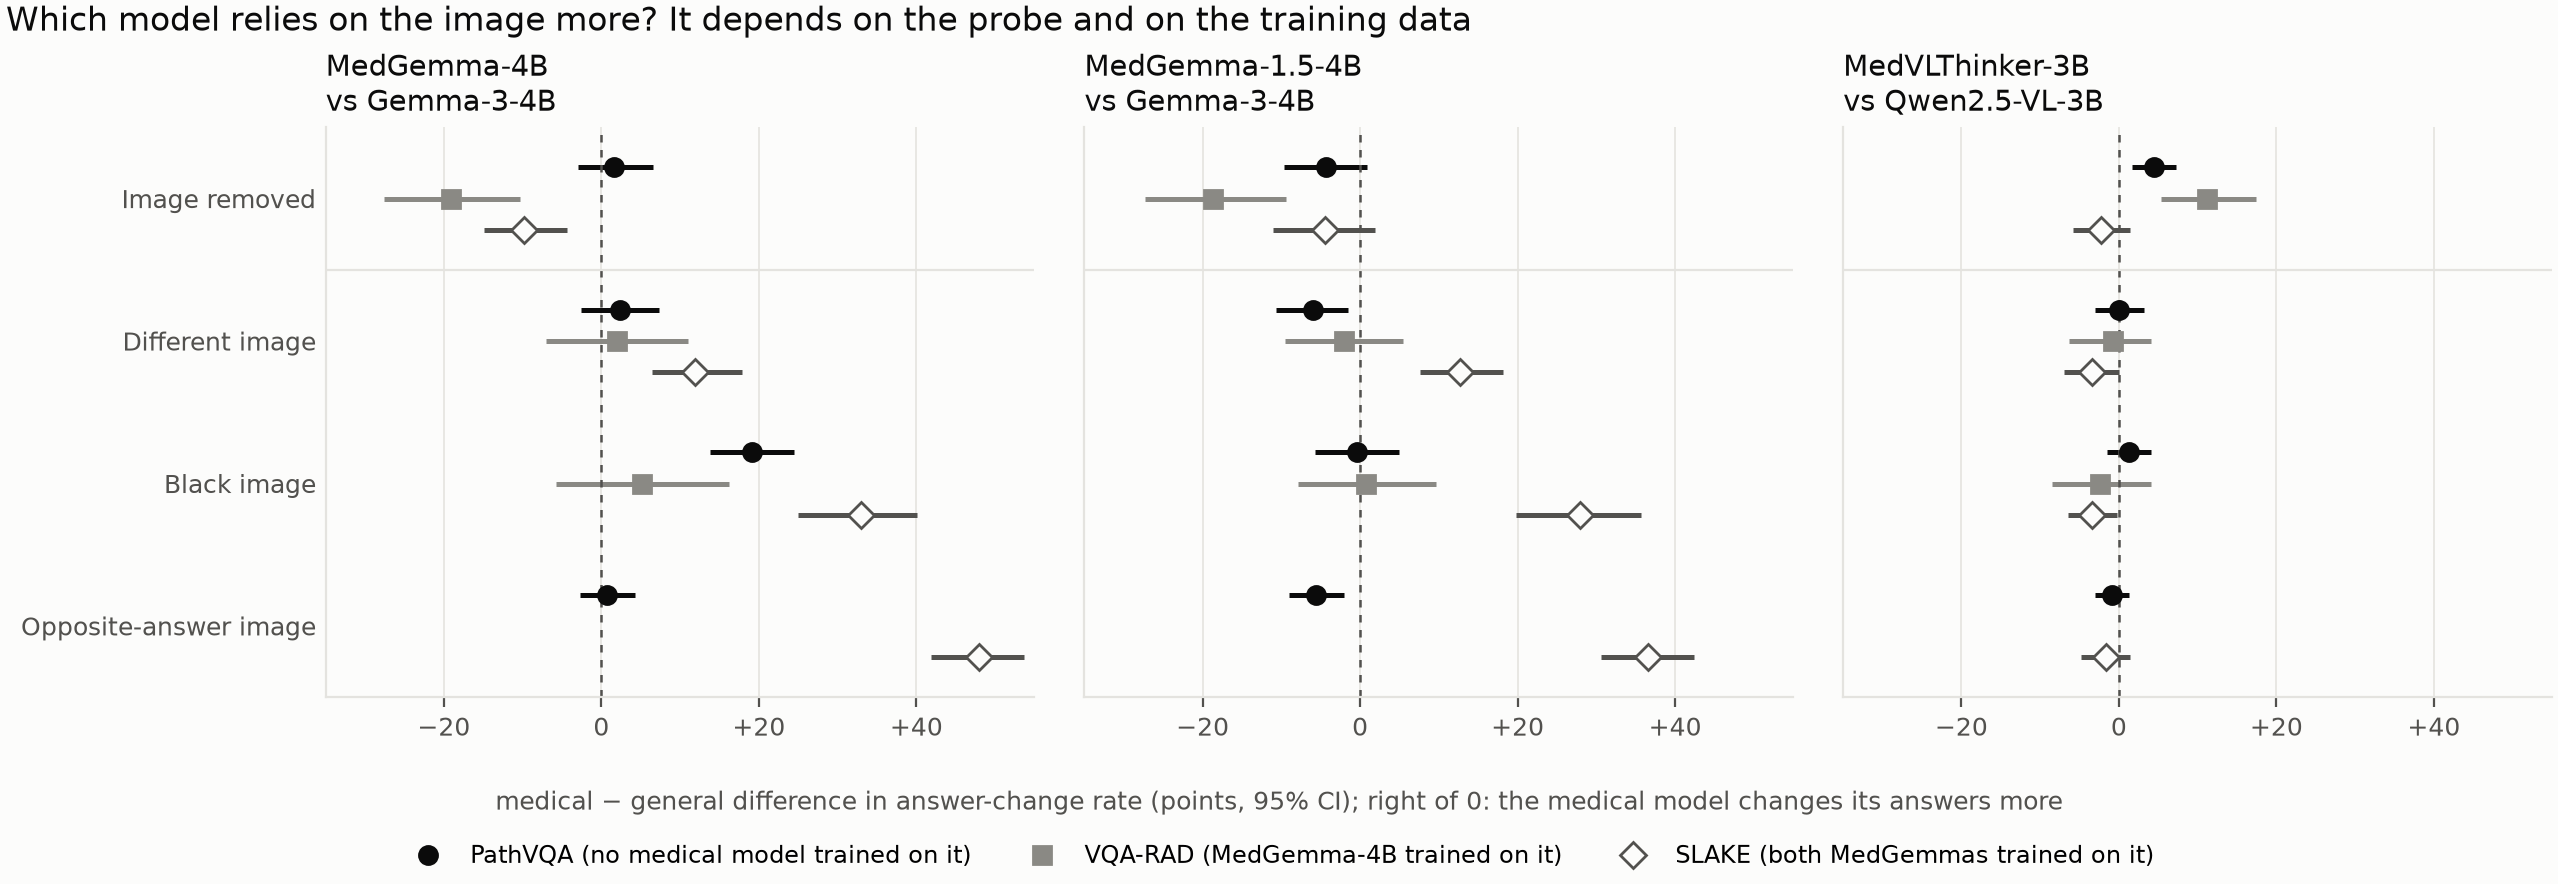 Which model relies on the image more? It depends on the probe and on the training data
MedGemma-4B
vs Gemma-3-4B
MedGemma-1.5-4B
vs Gemma-3-4B
MedVLThinker-3B
vs Qwen2.5-VL-3B
Image removed
Different image
Black image
Opposite-answer image
−20 0 +20 +40
−20 0 +20 +40
−20 0 +20 +40
medical − general difference in answer-change rate (points, 95% CI); right of 0: the medical model changes its answers more
PathVQA (no medical model trained on it)
VQA-RAD (MedGemma-4B trained on it)
SLAKE (both MedGemmas trained on it)